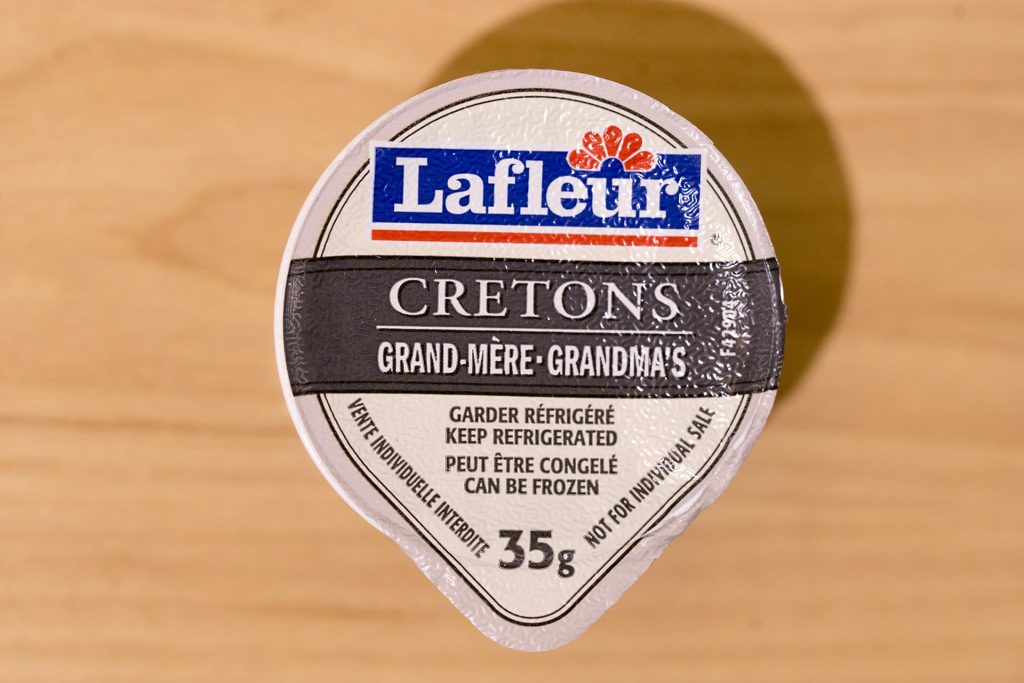 Lafleur
CRETONS
GRAND-MÈRE · GRANDMA'S
GARDER RÉFRIGÉRÉ
KEEP REFRIGERATED
PEUT ÊTRE CONGELÉ
CAN BE FROZEN
VENTE INDIVIDUELLE INTERDITE
35g
NOT FOR INDIVIDUAL SALE